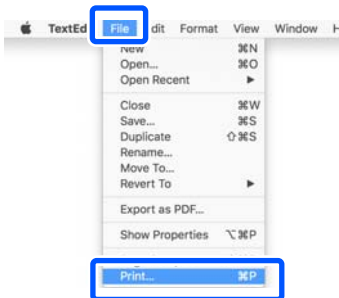 TextEd File dit Format View Window H
New ⌘N
Open... ⌘O
Open Recent ▶
Close ⌘W
Save... ⌘S
Duplicate ⇧⌘S
Rename...
Move To...
Revert To ▶
Export as PDF...
Show Properties ⌥⌘P
Print... ⌘P